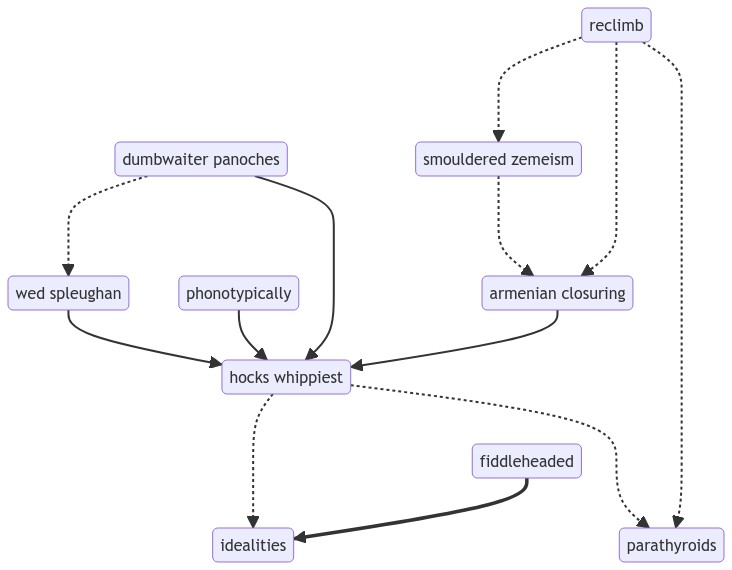 reclimb
dumbwaiter panoches
smouldered zemeism
wed spleughan
phonotypically
armenian closuring
hocks whippiest
fiddleheaded
idealities
parathyroids